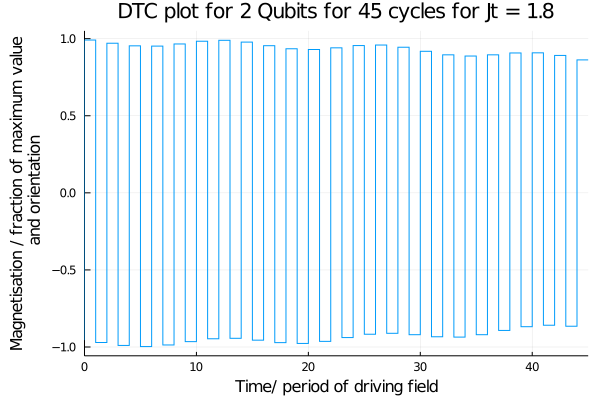 DTC plot for 2 Qubits for 45 cycles for Jt = 1.8
Magnetisation / fraction of maximum value
and orientation
1.0
0.5
0.0
−0.5
−1.0
0
10
20
30
40
Time/ period of driving field